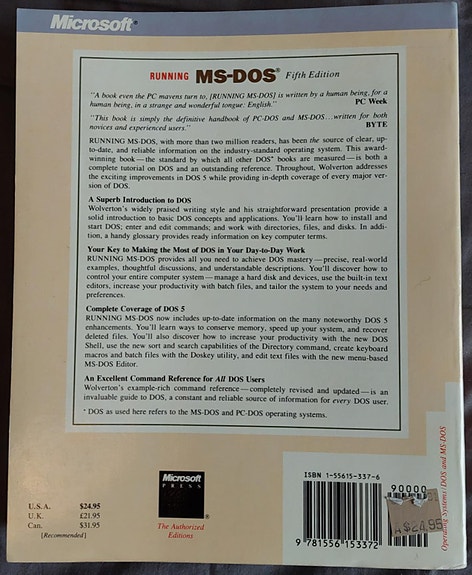 Microsoft®
RUNNING MS-DOS® Fifth Edition
"A book even the PC mavens turn to, [RUNNING MS-DOS] is written by a human being, for a
human being, in a strange and wonderful tongue: English."
PC Week
"This book is simply the definitive handbook of PC-DOS and MS-DOS...written for both
novices and experienced users."
BYTE
RUNNING MS-DOS, with more than two million readers, has been the source of clear, up-
to-date, and reliable information on the industry-standard operating system. This award-
winning book—the standard by which all other DOS* books are measured—is both a
complete tutorial on DOS and an outstanding reference. Throughout, Wolverton addresses
the exciting improvements in DOS 5 while providing in-depth coverage of every major ver-
sion of DOS.
A Superb Introduction to DOS
Wolverton's widely praised writing style and his straightforward presentation provide a
solid introduction to basic DOS concepts and applications. You'll learn how to install and
start DOS; enter and edit commands; and work with directories, files, and disks. In addi-
tion, a handy glossary provides ready information on key computer terms.
Your Key to Making the Most of DOS in Your Day-to-Day Work
RUNNING MS-DOS provides all you need to achieve DOS mastery—precise, real-world
examples, thoughtful discussions, and understandable descriptions. You'll discover how to
control your entire computer system—manage a hard disk and devices, use the built-in text
editors, increase your productivity with batch files, and tailor the system to your needs and
preferences.
Complete Coverage of DOS 5
RUNNING MS-DOS now includes up-to-date information on the many noteworthy DOS 5
enhancements. You'll learn ways to conserve memory, speed up your system, and recover
deleted files. You'll also discover how to increase your productivity with the new DOS
Shell, use the new sort and search capabilities of the Directory command, create keyboard
macros and batch files with the Doskey utility, and edit text files with the new menu-based
MS-DOS Editor.
An Excellent Command Reference for All DOS Users
Wolverton's example-rich command reference—completely revised and updated—is an
invaluable guide to DOS, a constant and reliable source of information for every DOS user.
* DOS as used here refers to the MS-DOS and PC-DOS operating systems.
U.S.A. $24.95
U.K. £21.95
Can. $31.95
[Recommended]
Microsoft
PRESS
®
The Authorized
Editions
ISBN 1-55615-337-6
90000
$24.95
9 781556 153372
Operating Systems/DOS and MS-DOS